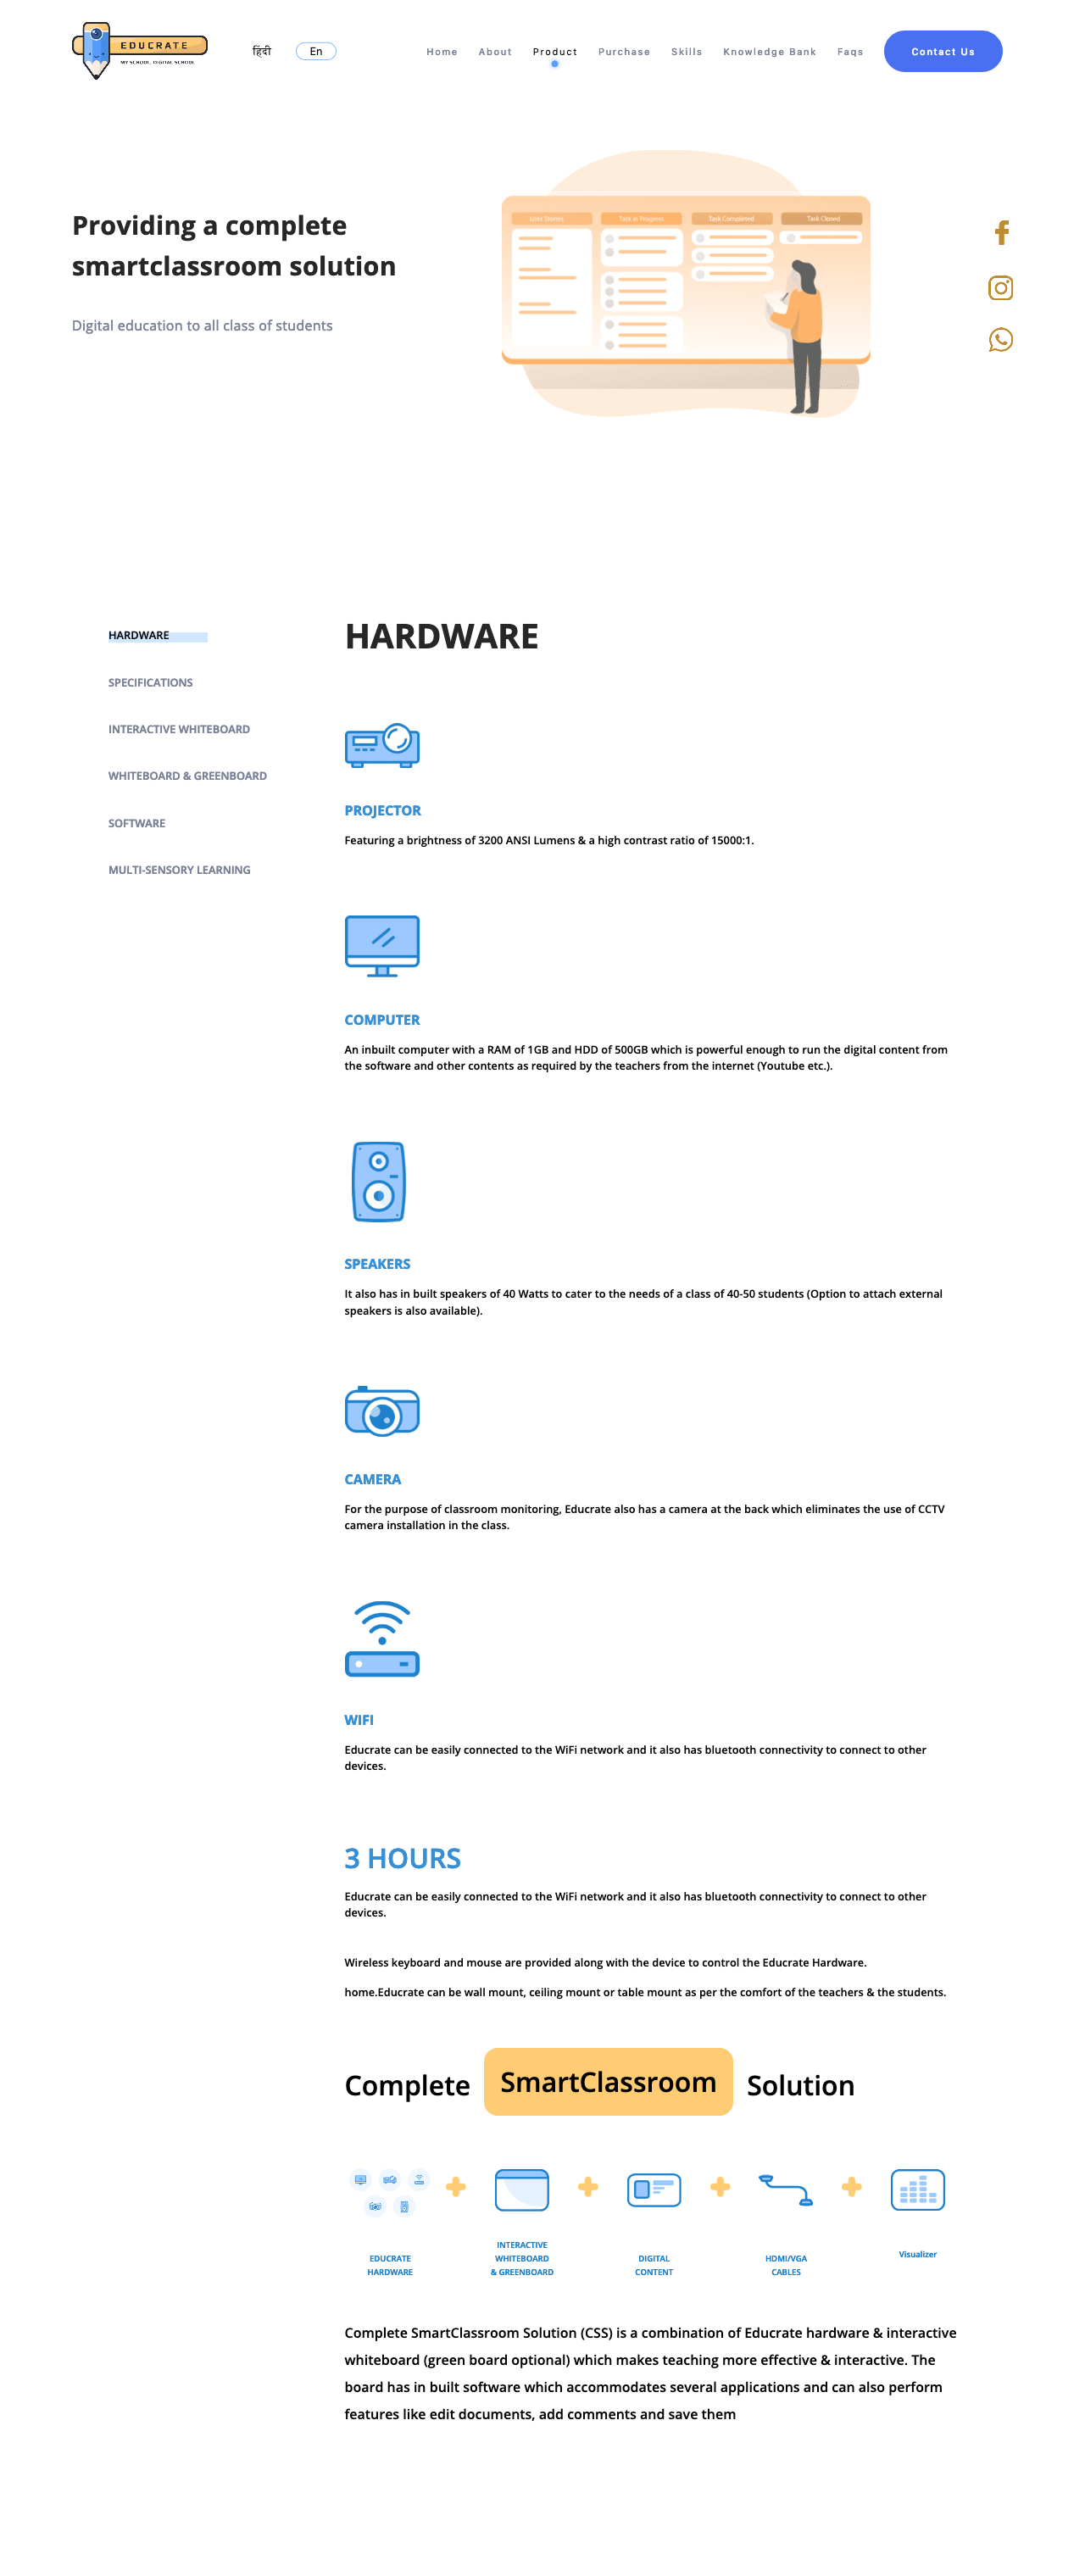 EDUCRATE
MY SCHOOL, DIGITAL SCHOOL
हिंदी
En
Home
About
Product
Purchase
Skills
Knowledge Bank
Faqs
Contact Us
Providing a complete
smartclassroom solution
Digital education to all class of students
User Stories
Task in Progress
Task Completed
Task Closed
HARDWARE
SPECIFICATIONS
INTERACTIVE WHITEBOARD
WHITEBOARD & GREENBOARD
SOFTWARE
MULTI-SENSORY LEARNING
HARDWARE
PROJECTOR
Featuring a brightness of 3200 ANSI Lumens & a high contrast ratio of 15000:1.
COMPUTER
An inbuilt computer with a RAM of 1GB and HDD of 500GB which is powerful enough to run the digital content from
the software and other contents as required by the teachers from the internet (Youtube etc.).
SPEAKERS
It also has in built speakers of 40 Watts to cater to the needs of a class of 40-50 students (Option to attach external
speakers is also available).
CAMERA
For the purpose of classroom monitoring, Educrate also has a camera at the back which eliminates the use of CCTV
camera installation in the class.
WIFI
Educrate can be easily connected to the WiFi network and it also has bluetooth connectivity to connect to other
devices.
3 HOURS
Educrate can be easily connected to the WiFi network and it also has bluetooth connectivity to connect to other
devices.
Wireless keyboard and mouse are provided along with the device to control the Educrate Hardware.
home.Educrate can be wall mount, ceiling mount or table mount as per the comfort of the teachers & the students.
Complete SmartClassroom Solution
EDUCRATE
HARDWARE
INTERACTIVE
WHITEBOARD
& GREENBOARD
DIGITAL
CONTENT
HDMI/VGA
CABLES
Visualizer
Complete SmartClassroom Solution (CSS) is a combination of Educrate hardware & interactive
whiteboard (green board optional) which makes teaching more effective & interactive. The
board has in built software which accommodates several applications and can also perform
features like edit documents, add comments and save them